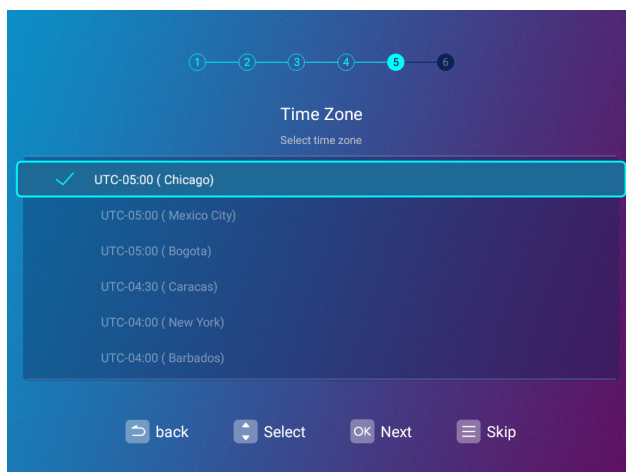 1 2 3 4 5 6
Time Zone
Select time zone
UTC-05:00 ( Chicago)
UTC-05:00 ( Mexico City)
UTC-05:00 ( Bogota)
UTC-04:30 ( Caracas)
UTC-04:00 ( New York)
UTC-04:00 ( Barbados)
back Select OK Next Skip